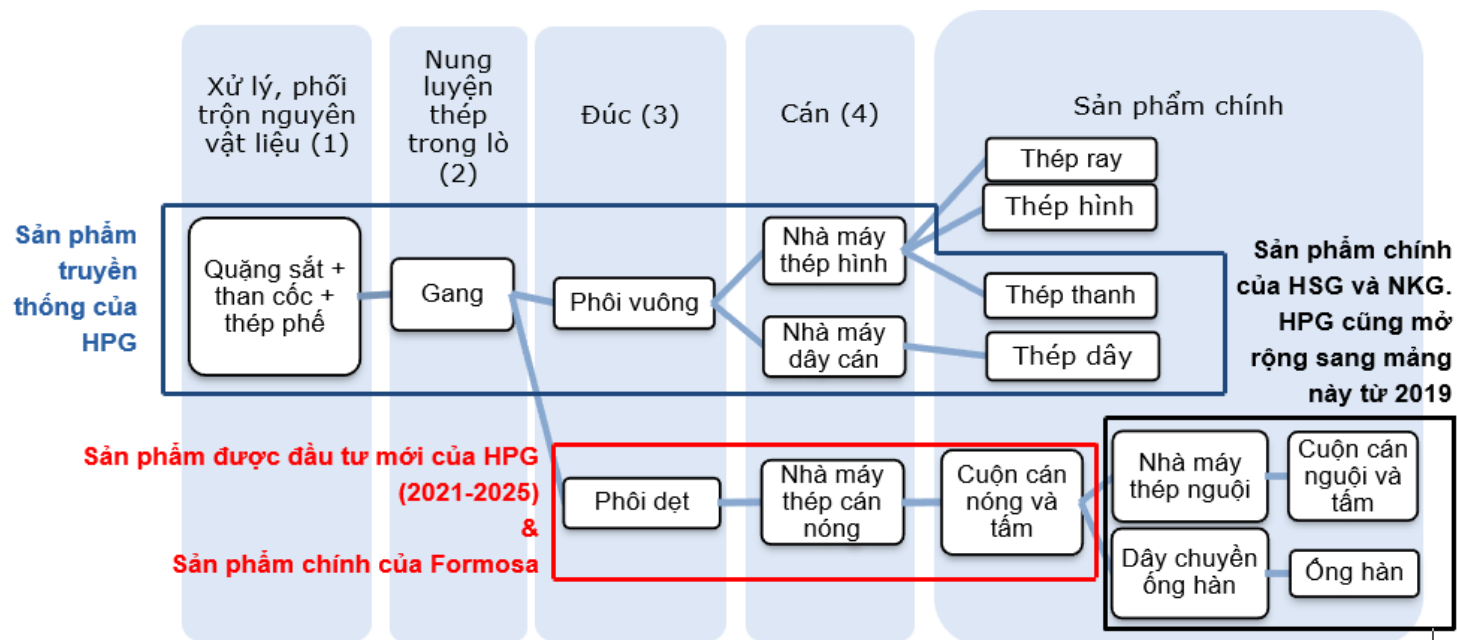 Xử lý, phối
trộn nguyên
vật liệu (1)
Nung
luyện
thép
trong lò
(2)
Đúc (3)
Cán (4)
Sản phẩm chính
Sản phẩm
truyền
thống của
HPG
Quặng sắt +
than cốc +
thép phế
Gang
Phôi vuông
Nhà máy
thép hình
Nhà máy
dây cán
Thép ray
Thép hình
Thép thanh
Thép dây
Sản phẩm chính
của HSG và NKG.
HPG cũng mở
rộng sang mảng
này từ 2019
Sản phẩm được đầu tư mới của HPG
(2021-2025)
&
Sản phẩm chính của Formosa
Phôi dẹt
Nhà máy
thép cán
nóng
Cuộn cán
nóng và
tấm
Nhà máy
thép nguội
Cuộn cán
nguội và
tấm
Dây chuyền
ống hàn
Ống hàn